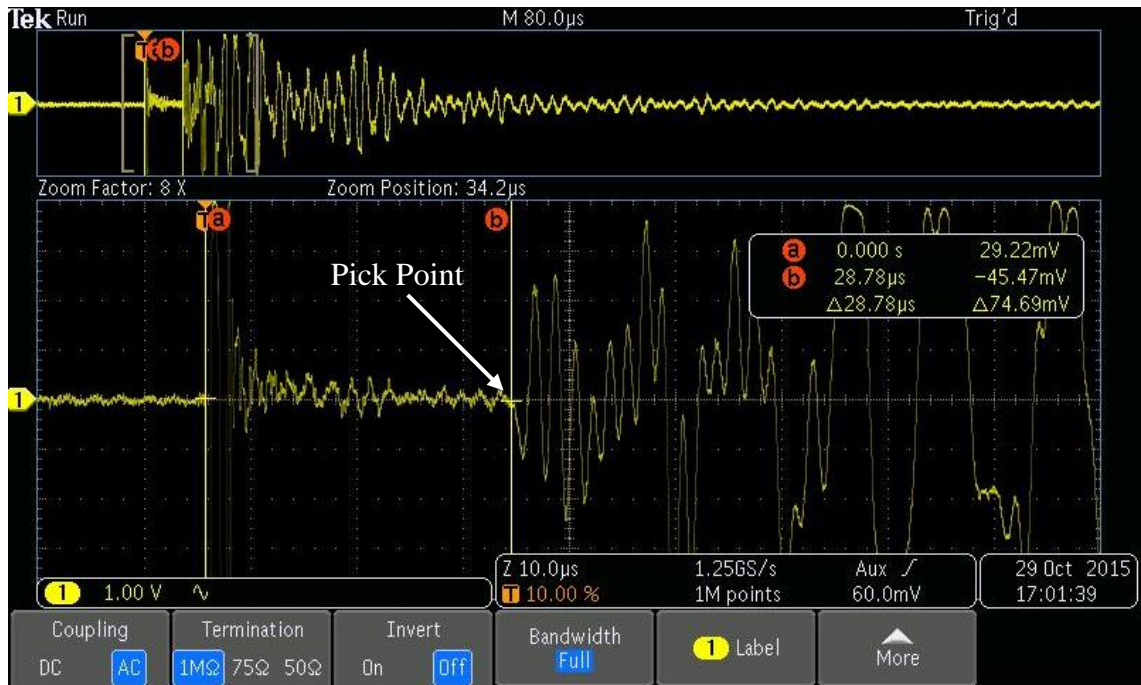 Tek Run M 80.0µs Trig'd
T a b
1
Zoom Factor: 8 X Zoom Position: 34.2µs
T a b
a 0.000 s 29.22mV
b 28.78µs −45.47mV
△28.78µs △74.69mV
Pick Point
1
1 1.00 V
Z 10.0µs 1.25GS/s Aux 29 Oct 2015
T 10.00 % 1M points 60.0mV 17:01:39
Coupling Termination Invert Bandwidth 1 Label More
DC AC 1MΩ 75Ω 50Ω On Off Full